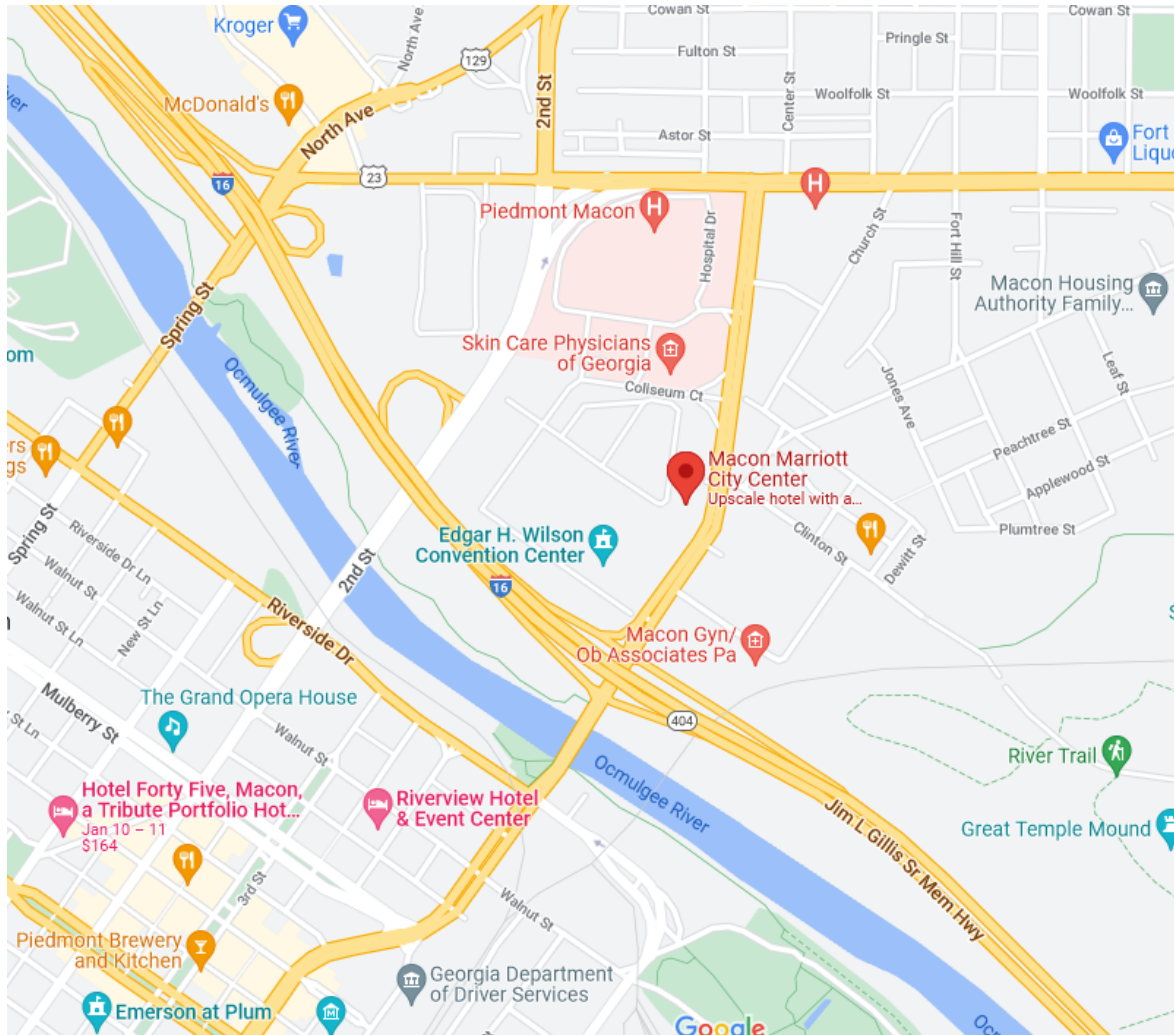 Cowan St
Cowan St
Kroger
North Ave
Fulton St
Pringle St
129
McDonald's
North Ave
2nd St
Center St
Woolfolk St
Woolfolk St
Astor St
Fort
16
23
H
H
Piedmont Macon
Hospital Dr
Church St
Fort Hill St
Macon Housing
Authority Family...
Spring St
Skin Care Physicians
of Georgia
Coliseum Ct
Ocmulgee River
Jones Ave
Leaf St
Peachtree St
Applewood St
Plumtree St
Macon Marriott
City Center
Upscale hotel with a...
Clinton St
Dewitt St
Edgar H. Wilson
Convention Center
Spring St
Riverside Dr Ln
Walnut St
Walnut St Ln
New St Ln
2nd St
16
Riverside Dr
Macon Gyn/
Ob Associates Pa
Mulberry St
The Grand Opera House
St Ln
Walnut St
404
River Trail
Ocmulgee River
Hotel Forty Five, Macon,
a Tribute Portfolio Hot...
Jan 10 – 11
$164
Riverview Hotel
& Event Center
Jim L Gillis Sr Mem Hwy
Great Temple Mound
3rd St
Walnut St
Piedmont Brewery
and Kitchen
Georgia Department
of Driver Services
Emerson at Plum
Google